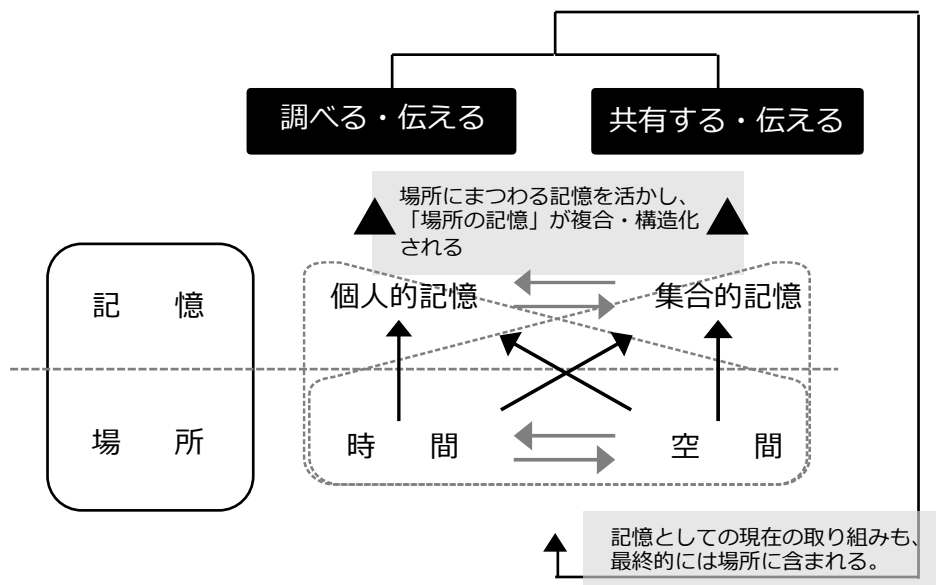 調べる・伝える
共有する・伝える
場所にまつわる記憶を活かし、
「場所の記憶」が複合・構造化
される
個人的記憶
集合的記憶
記 憶
場 所
時 間
空 間
記憶としての現在の取り組みも、
最終的には場所に含まれる。